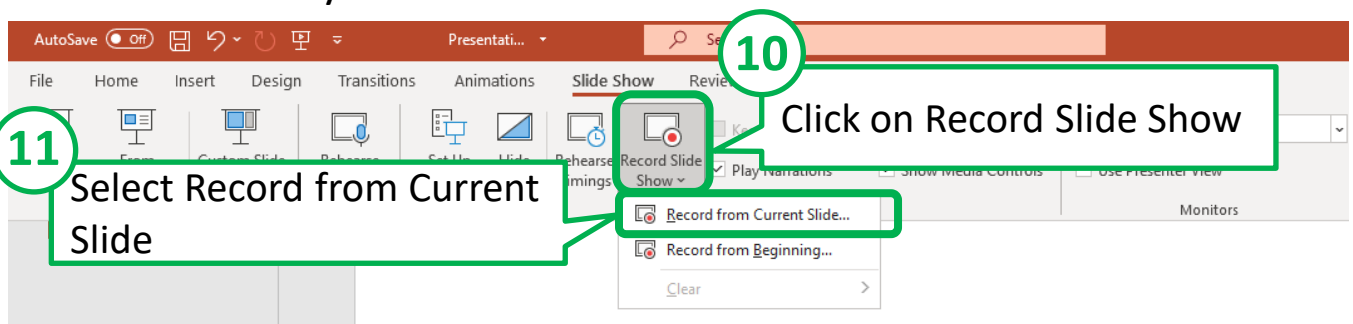 AutoSave Off Presentati...
10
File Home Insert Design Transitions Animations Slide Show
Click on Record Slide Show
11
Rehearse Record Slide
Show Play Narrations Show Media Controls Use Presenter View
Select Record from Current
Slide
Monitors
Record from Current Slide...
Record from Beginning...
Clear